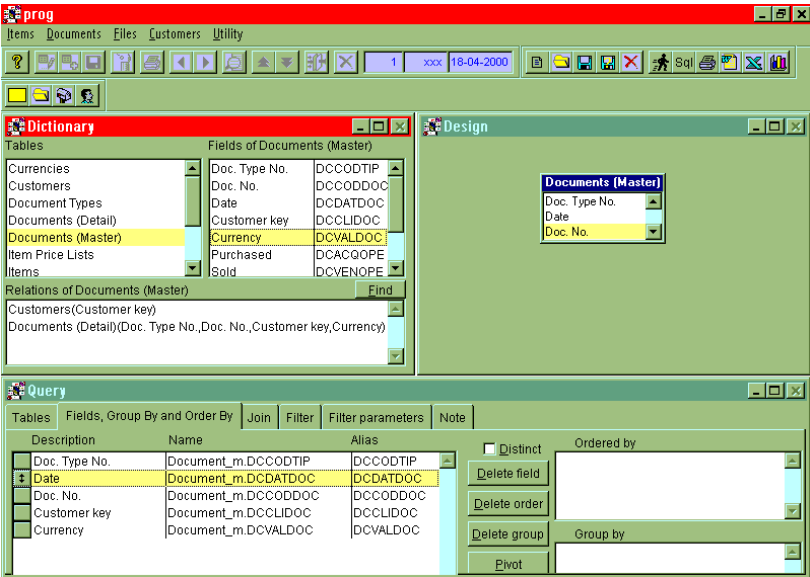 prog
Items Documents Files Customers Utility
? 1 xxx 18-04-2000 Sql
Dictionary
Tables Fields of Documents (Master)
Currencies Doc. Type No. DCCODTIP
Customers Doc. No. DCCODDOC
Document Types Date DCDATDOC
Documents (Detail) Customer key DCCLIDOC
Documents (Master) Currency DCVALDOC
Item Price Lists Purchased DCACQOPE
Items Sold DCVENOPE
Relations of Documents (Master) Find
Customers(Customer key)
Documents (Detail)(Doc. Type No.,Doc. No.,Customer key,Currency)
Design
Documents (Master)
Doc. Type No.
Date
Doc. No.
Query
Tables Fields, Group By and Order By Join Filter Filter parameters Note
Description Name Alias
Doc. Type No. Document_m.DCCODTIP DCCODTIP
Date Document_m.DCDATDOC DCDATDOC
Doc. No. Document_m.DCCODDOC DCCODDOC
Customer key Document_m.DCCLIDOC DCCLIDOC
Currency Document_m.DCVALDOC DCVALDOC
Distinct
Delete field
Delete order
Delete group
Pivot
Ordered by
Group by